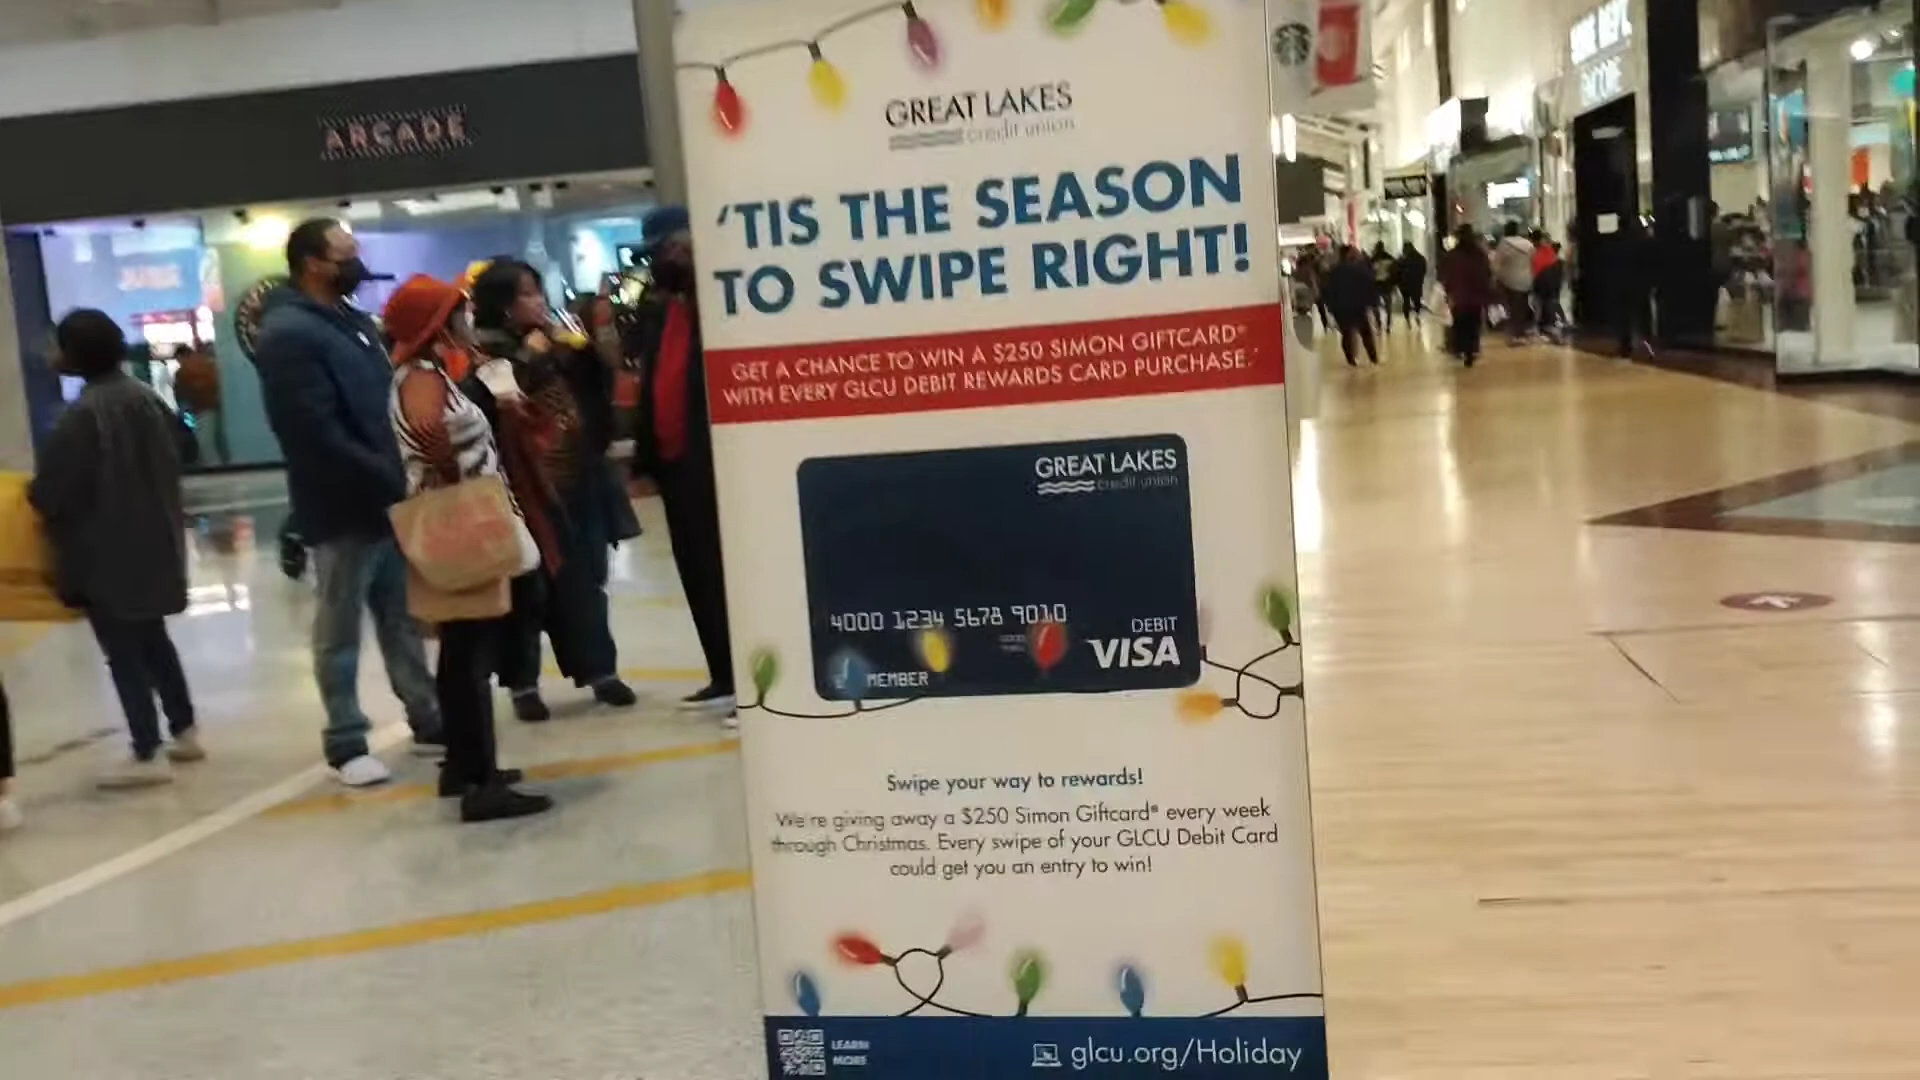 ARCADE
GREAT LAKES
credit union
'TIS THE SEASON
TO SWIPE RIGHT!
GET A CHANCE TO WIN A $250 SIMON GIFTCARD®
WITH EVERY GLCU DEBIT REWARDS CARD PURCHASE.*
GREAT LAKES
credit union
4000 1234 5678 9010
DEBIT
VISA
MEMBER
Swipe your way to rewards!
We're giving away a $250 Simon Giftcard® every week
through Christmas. Every swipe of your GLCU Debit Card
could get you an entry to win!
LEARN
MORE
glcu.org/Holiday